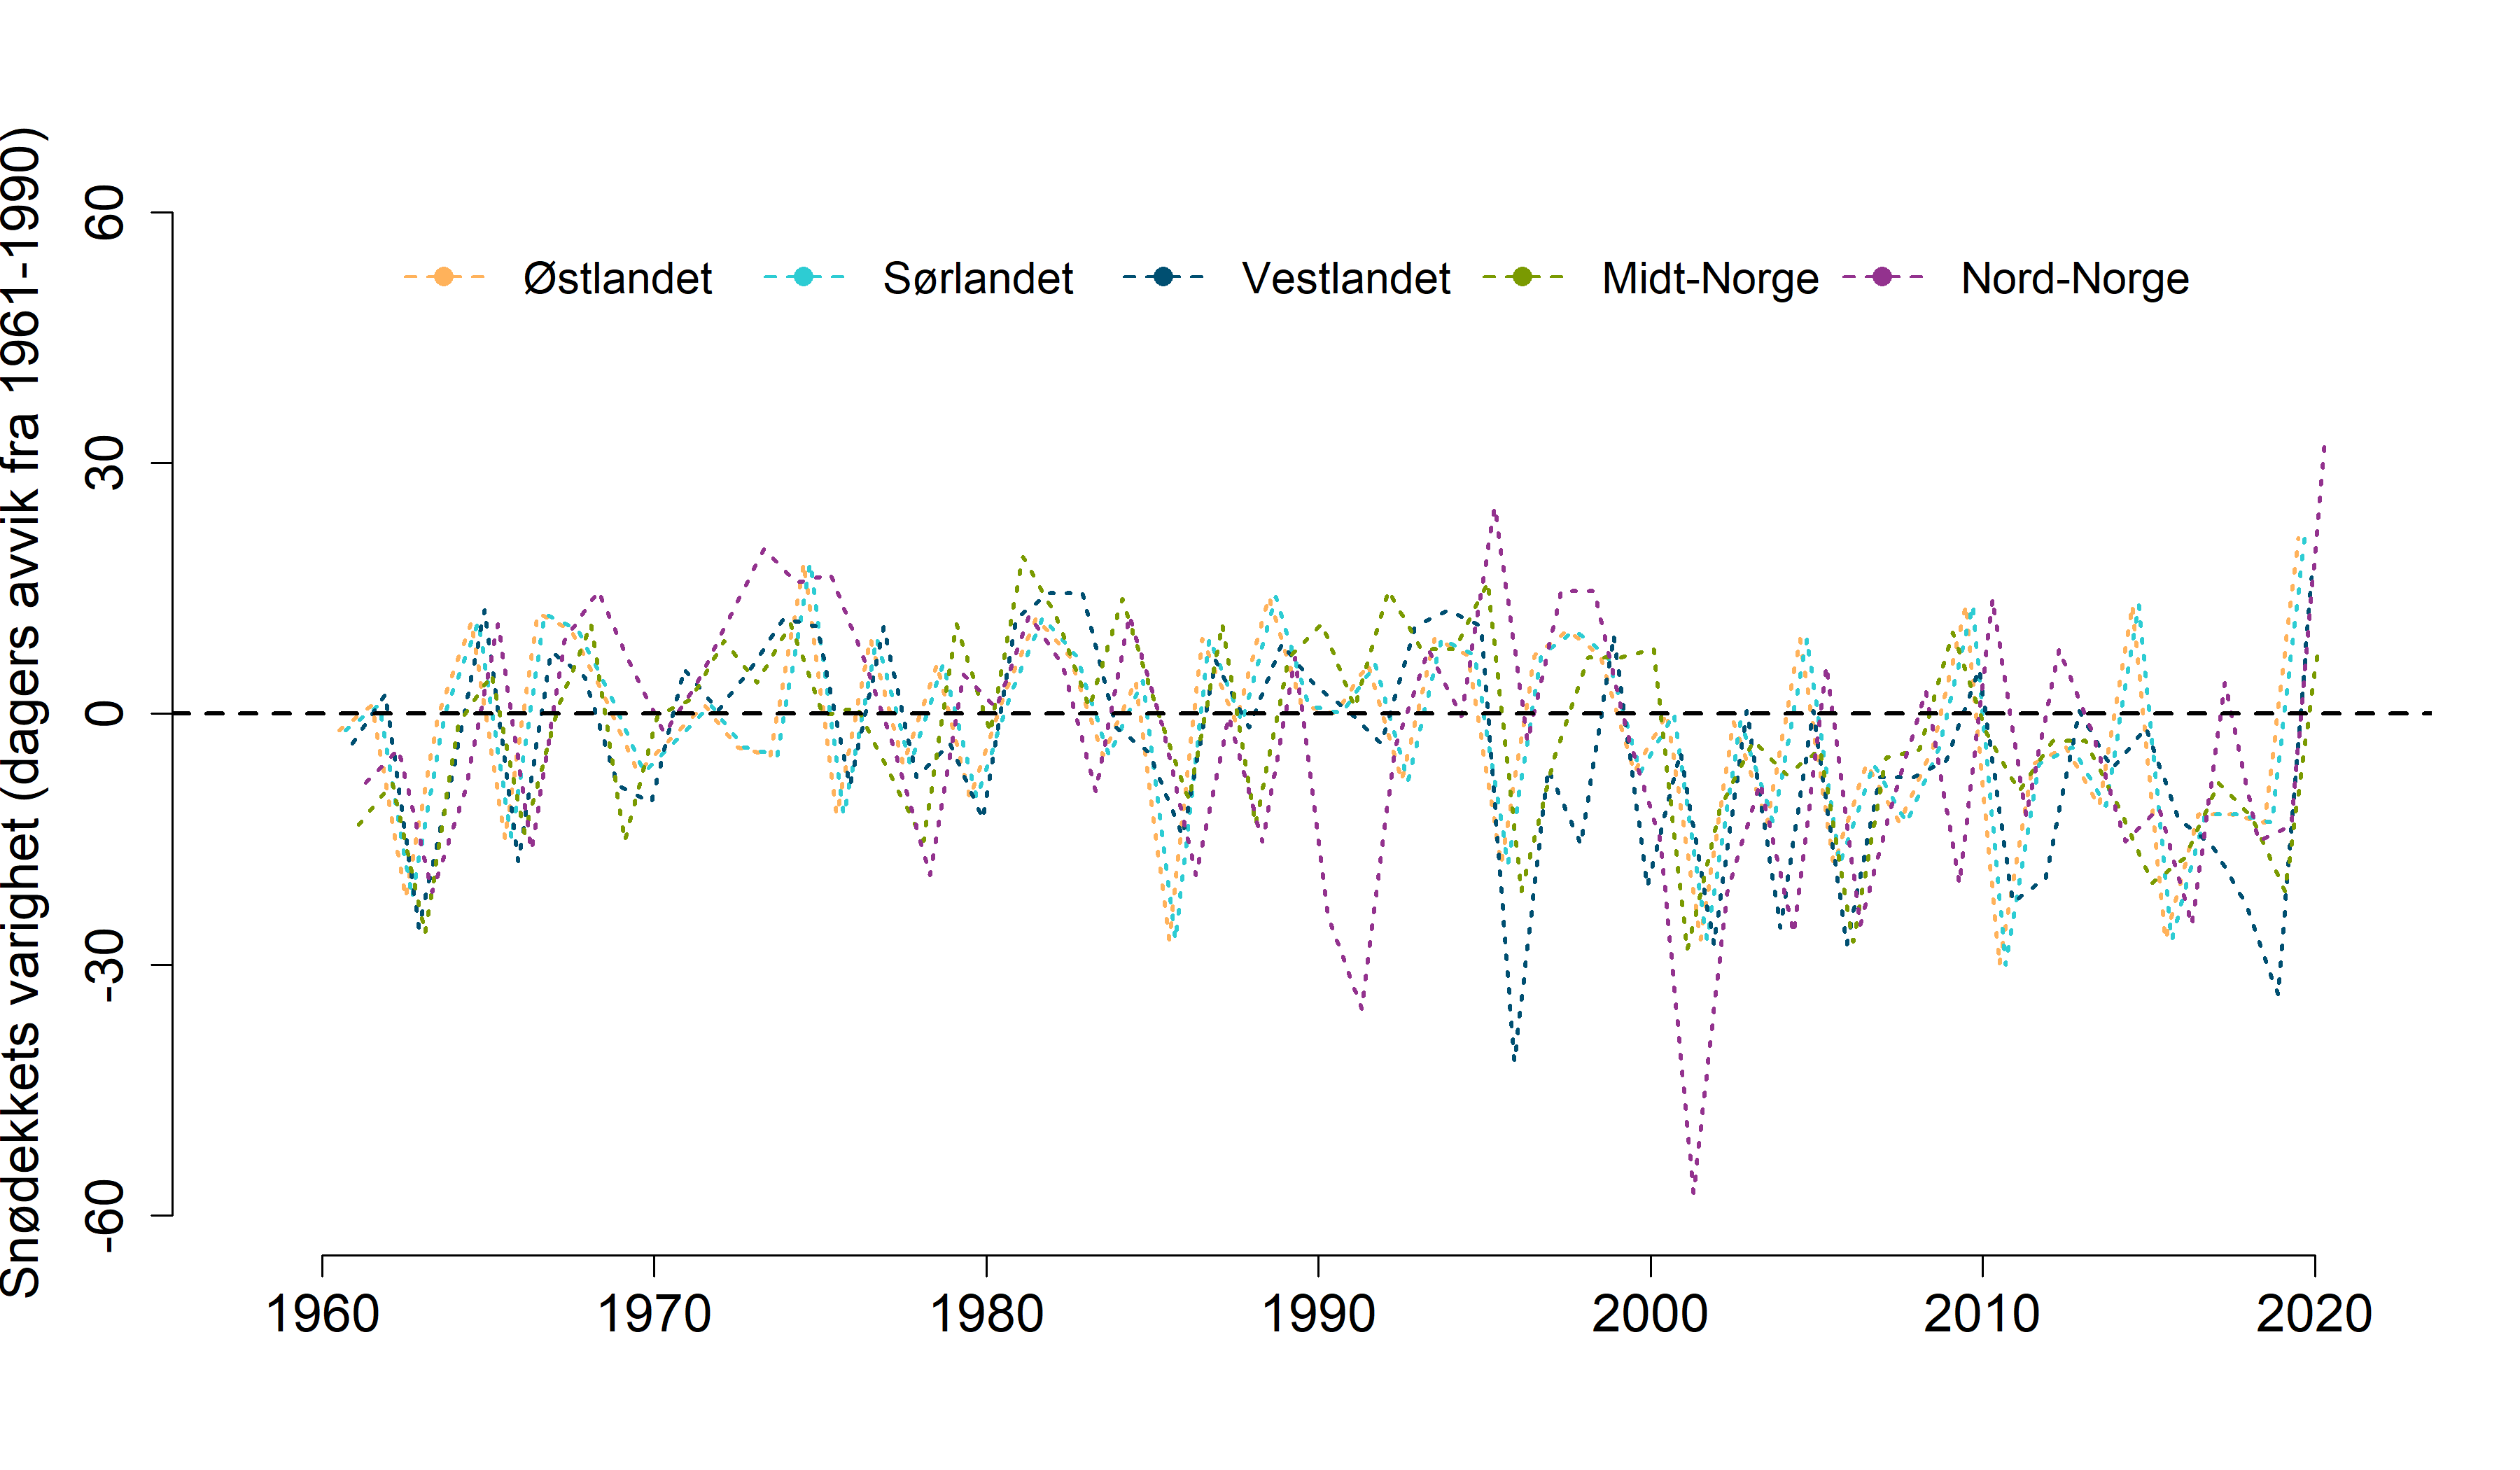 Snødekkets varighet (dagers avvik fra 1961-1990)
60
30
0
-30
-60
Østlandet Sørlandet Vestlandet Midt-Norge Nord-Norge
1960 1970 1980 1990 2000 2010 2020